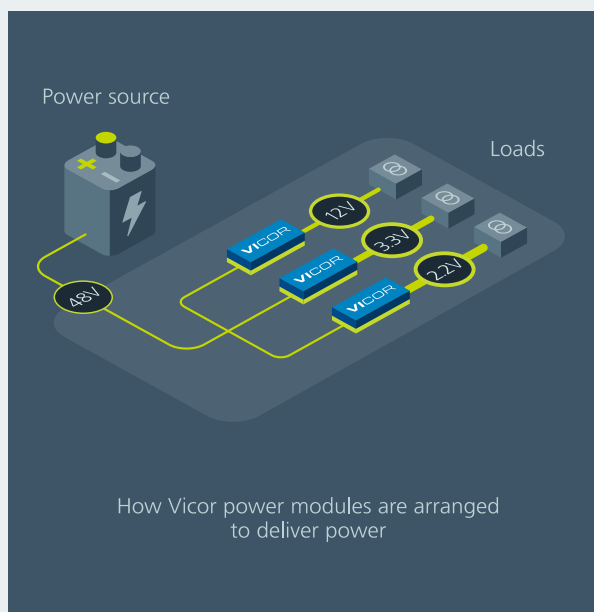 Power source
Loads
12V
VICOR
3.3V
VICOR
2.2V
48V
VICOR
How Vicor power modules are arranged
to deliver power